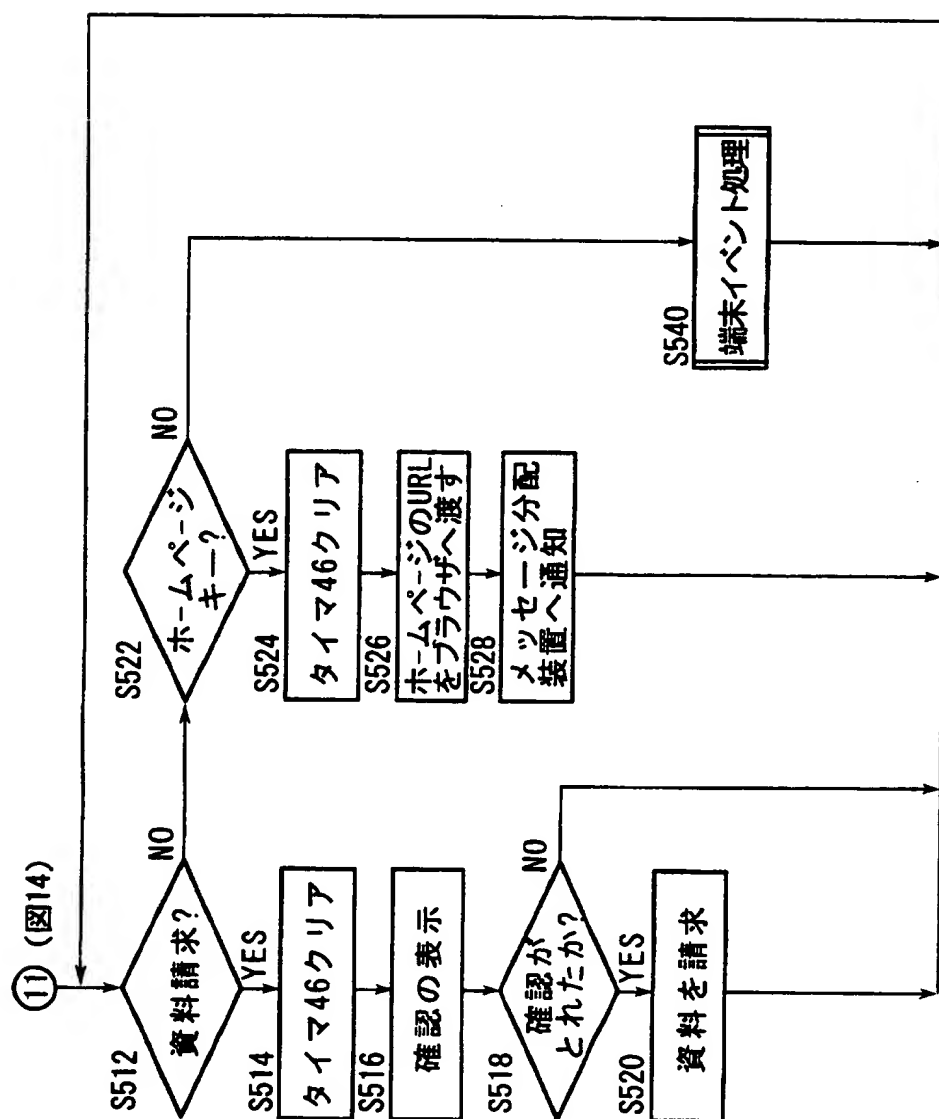 11 (図14)
S512
資料請求?
NO
YES
S514
タイマ46クリア
S516
確認の表示
S518
確認が
とれたか?
NO
YES
S520
資料を請求
S522
ホームページ
キー?
NO
YES
S524
タイマ46クリア
S526
ホームページのURL
をブラウザへ渡す
S528
メッセージ分配
装置へ通知
S540
端末イベント処理